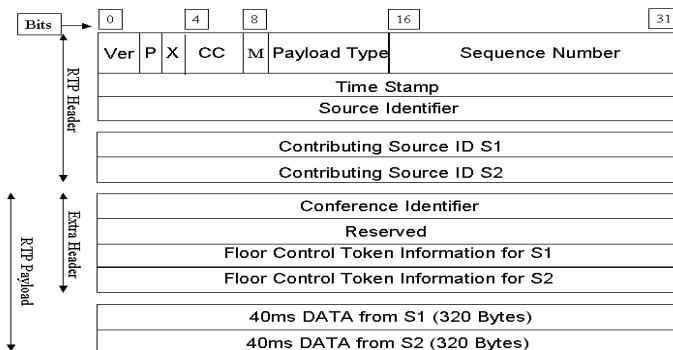 Bits 0 4 8 16 31
Ver P X CC M Payload Type Sequence Number
Time Stamp
Source Identifier
Contributing Source ID S1
Contributing Source ID S2
Conference Identifier
Reserved
Floor Control Token Information for S1
Floor Control Token Information for S2
40ms DATA from S1 (320 Bytes)
40ms DATA from S2 (320 Bytes)
RTP Header
Extra Header
RTP Payload